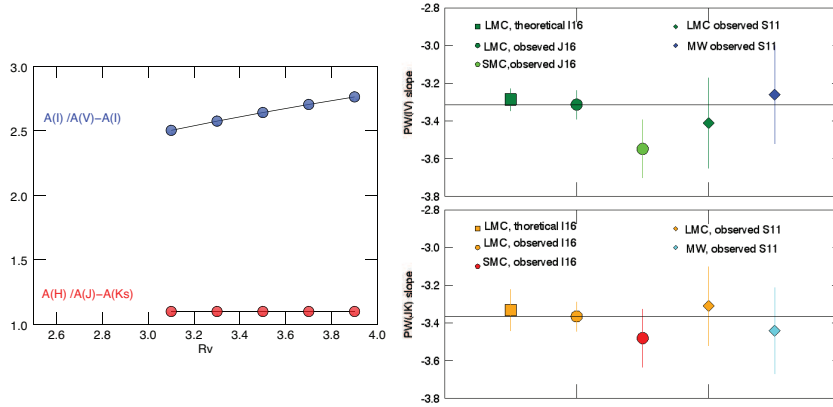 3.0
2.5
2.0
1.5
1.0
A(I) /A(V)−A(I)
A(H) /A(J)−A(Ks)
2.6 2.8 3.0 3.2 3.4 3.6 3.8 4.0
Rv
-2.8
-3.0
-3.2
-3.4
-3.6
-3.8
PW(IV) slope
LMC, theoretical I16
LMC, obseved J16
SMC,observed J16
LMC observed S11
MW observed S11
-2.8
-3.0
-3.2
-3.4
-3.6
-3.8
PW(JK) slope
LMC, thoretical I16
LMC, observed I16
SMC, observed I16
LMC, observed S11
MW, observed S11